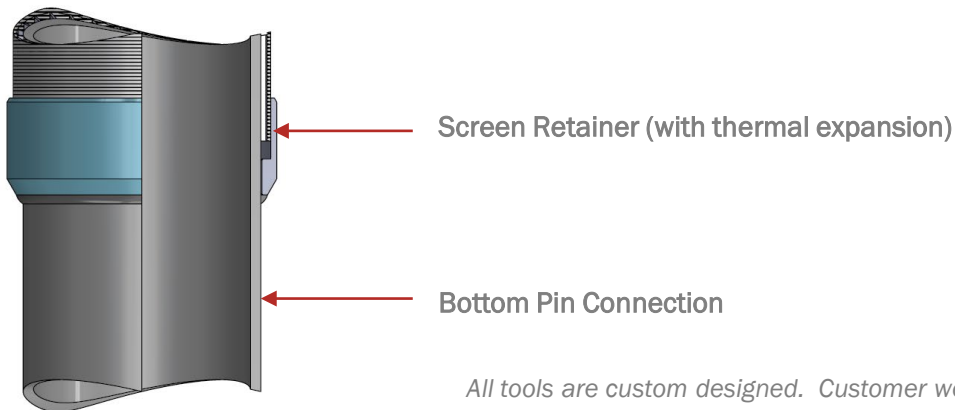 Screen Retainer (with thermal expansion)
Bottom Pin Connection
All tools are custom designed. Customer